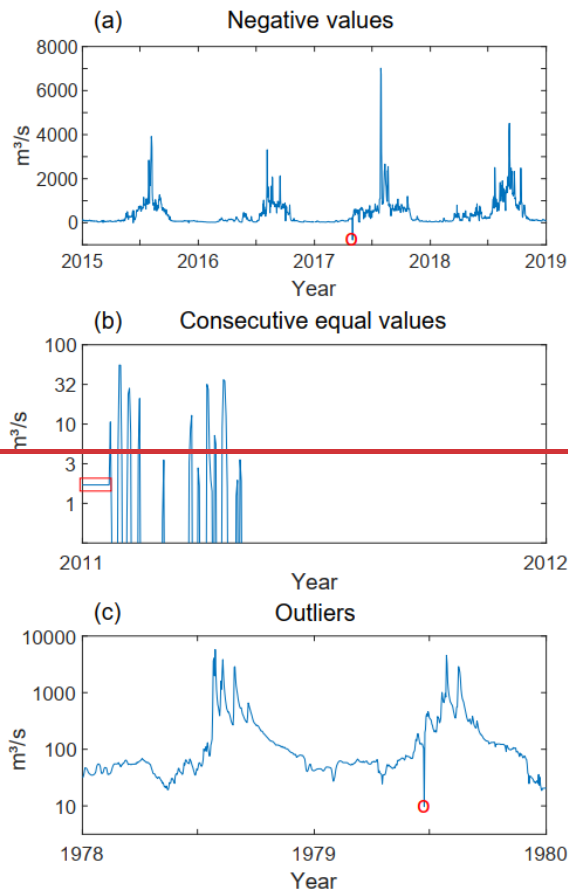 (a) Negative values
8000
6000
4000
2000
0
m³/s
2015 2016 2017 2018 2019
Year
(b) Consecutive equal values
100
32
10
3
1
m³/s
2011 2012
Year
(c) Outliers
10000
1000
100
10
m³/s
1978 1979 1980
Year